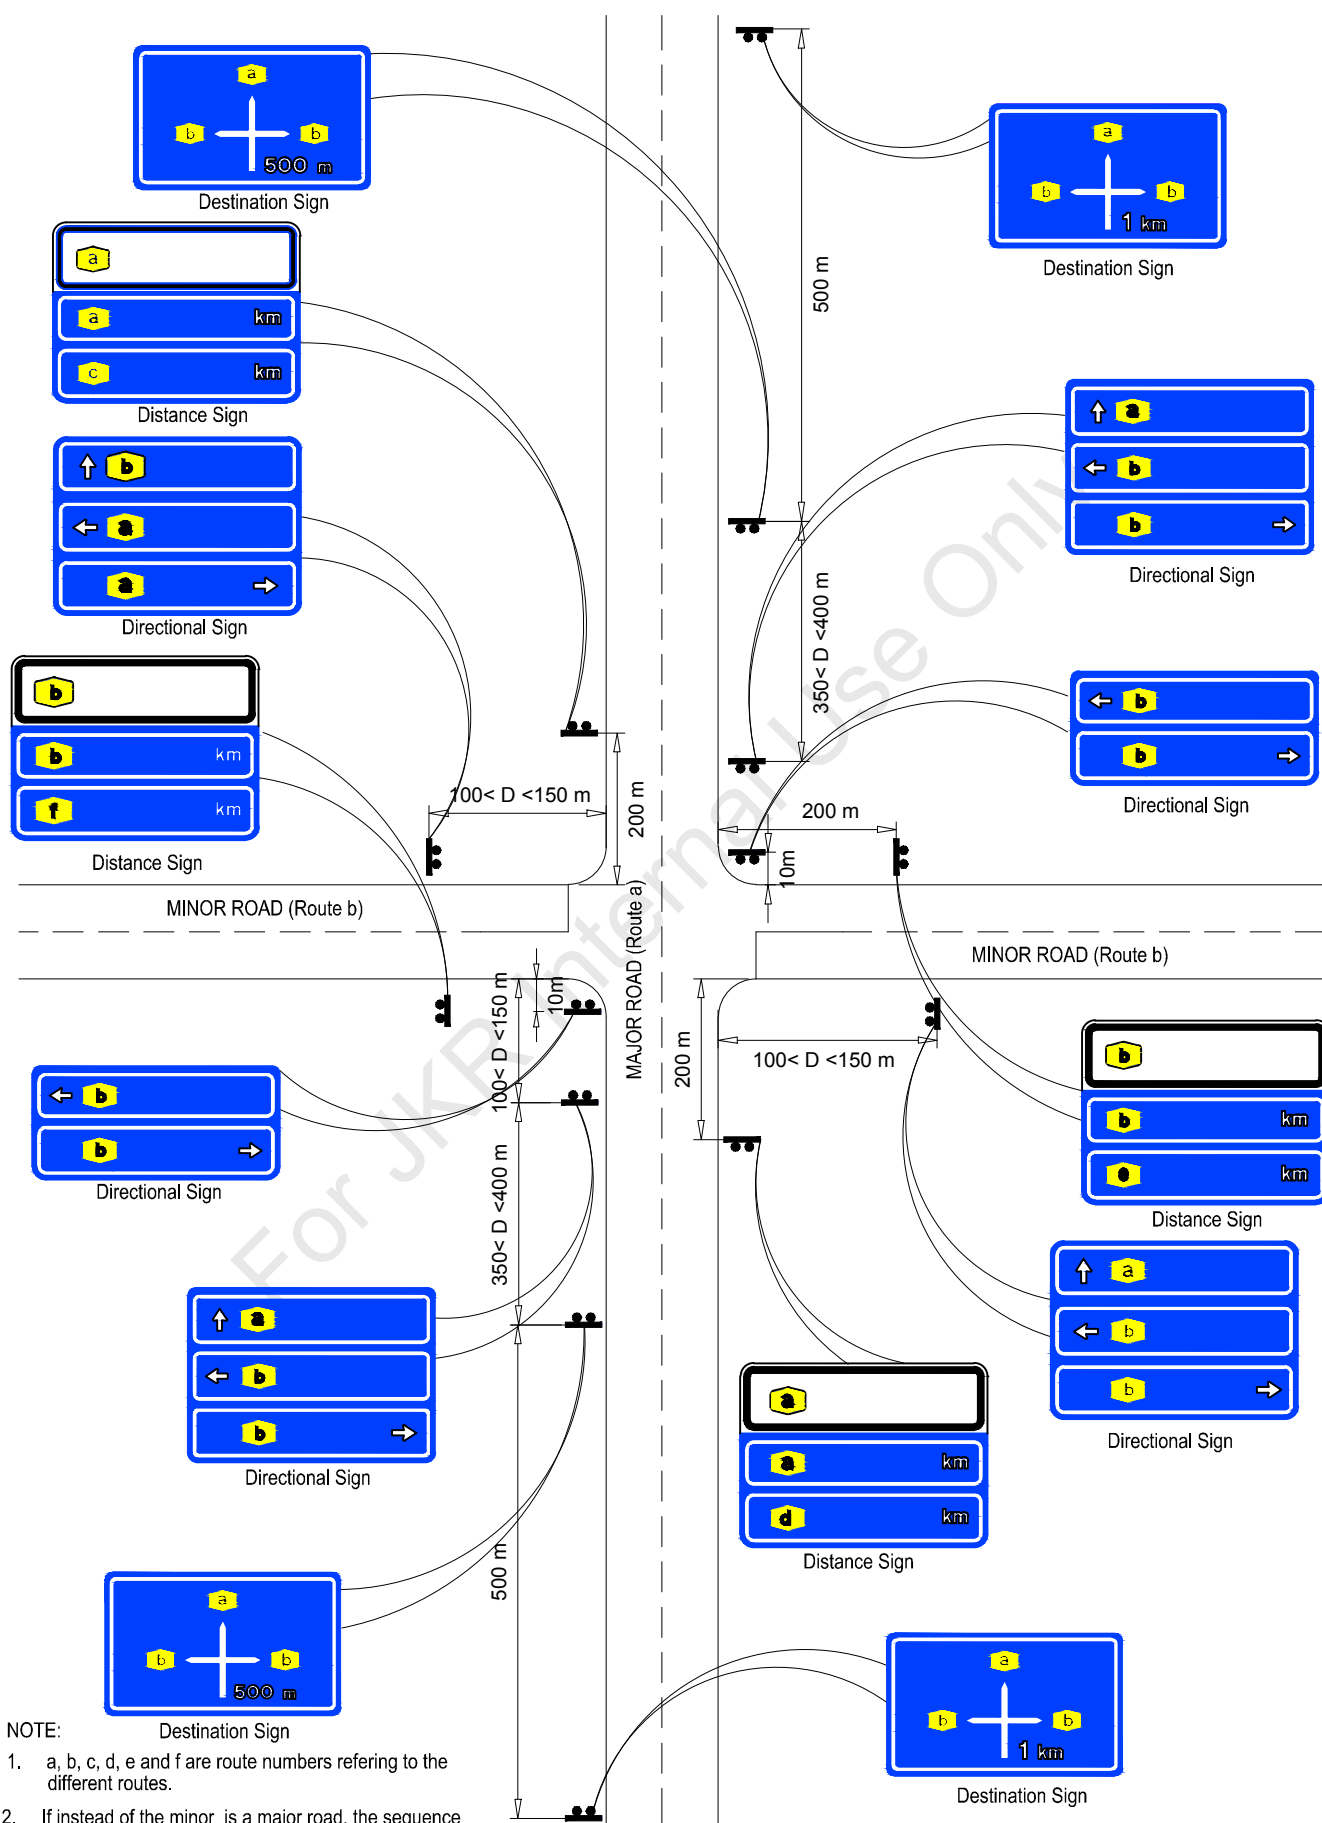 a
b b
500 m
Destination Sign
a
b b
1 km
Destination Sign
a
a km
c km
Distance Sign
500 m
a
b
b
Directional Sign
b
a
a
Directional Sign
350< D <400 m
b
b km
f km
Distance Sign
b
b
Directional Sign
100< D <150 m
200 m
200 m
10m
MINOR ROAD (Route b)
MAJOR ROAD (Route a)
MINOR ROAD (Route b)
100< D <150 m
10m
200 m
100< D <150 m
b
b km
e km
Distance Sign
b
b
Directional Sign
350< D <400 m
a
b
b
Directional Sign
a
b
b
Directional Sign
a
a km
d km
Distance Sign
500 m
a
b b
500 m
Destination Sign
a
b b
1 km
Destination Sign
For JKR Internal Use Only
NOTE:
1. a, b, c, d, e and f are route numbers refering to the
different routes.
2. If instead of the minor is a major road, the sequence